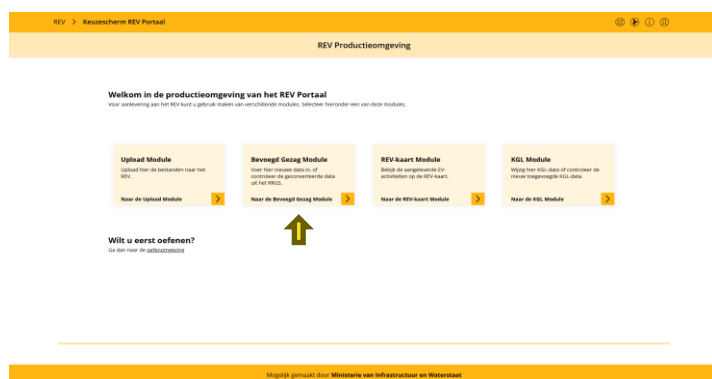 REV > Keuzescherm REV Portaal
REV Productieomgeving
Welkom in de productieomgeving van het REV Portaal
Voor aanlevering aan het REV kunt u gebruik maken van verschillende modules. Selecteer hieronder een van deze modules.
Upload Module
Upload hier de bestanden naar het
REV.
Naar de Upload Module
Bevoegd Gezag Module
Voer hier nieuwe data in, of
controleer de geconverteerde data
uit het RRGS.
Naar de Bevoegd Gezag Module
REV-kaart Module
Bekijk de aangeleverde EV-
activiteiten op de REV-kaart.
Naar de REV-kaart Module
KGL Module
Wijzig hier KGL-data of controleer de
nieuw toegevoegde KGL-data
Naar de KGL Module
Wilt u eerst oefenen?
Ga dan naar de oefenomgeving
Mogelijk gemaakt door Ministerie van Infrastructuur en Waterstaat